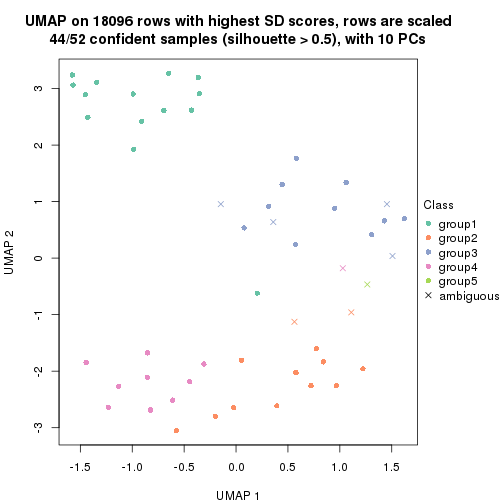 UMAP on 18096 rows with highest SD scores, rows are scaled
44/52 confident samples (silhouette > 0.5), with 10 PCs
3
2
1
0
-1
-2
-3
UMAP 2
-1.5 -1.0 -0.5 0.0 0.5 1.0 1.5
UMAP 1
Class
group1
group2
group3
group4
group5
ambiguous